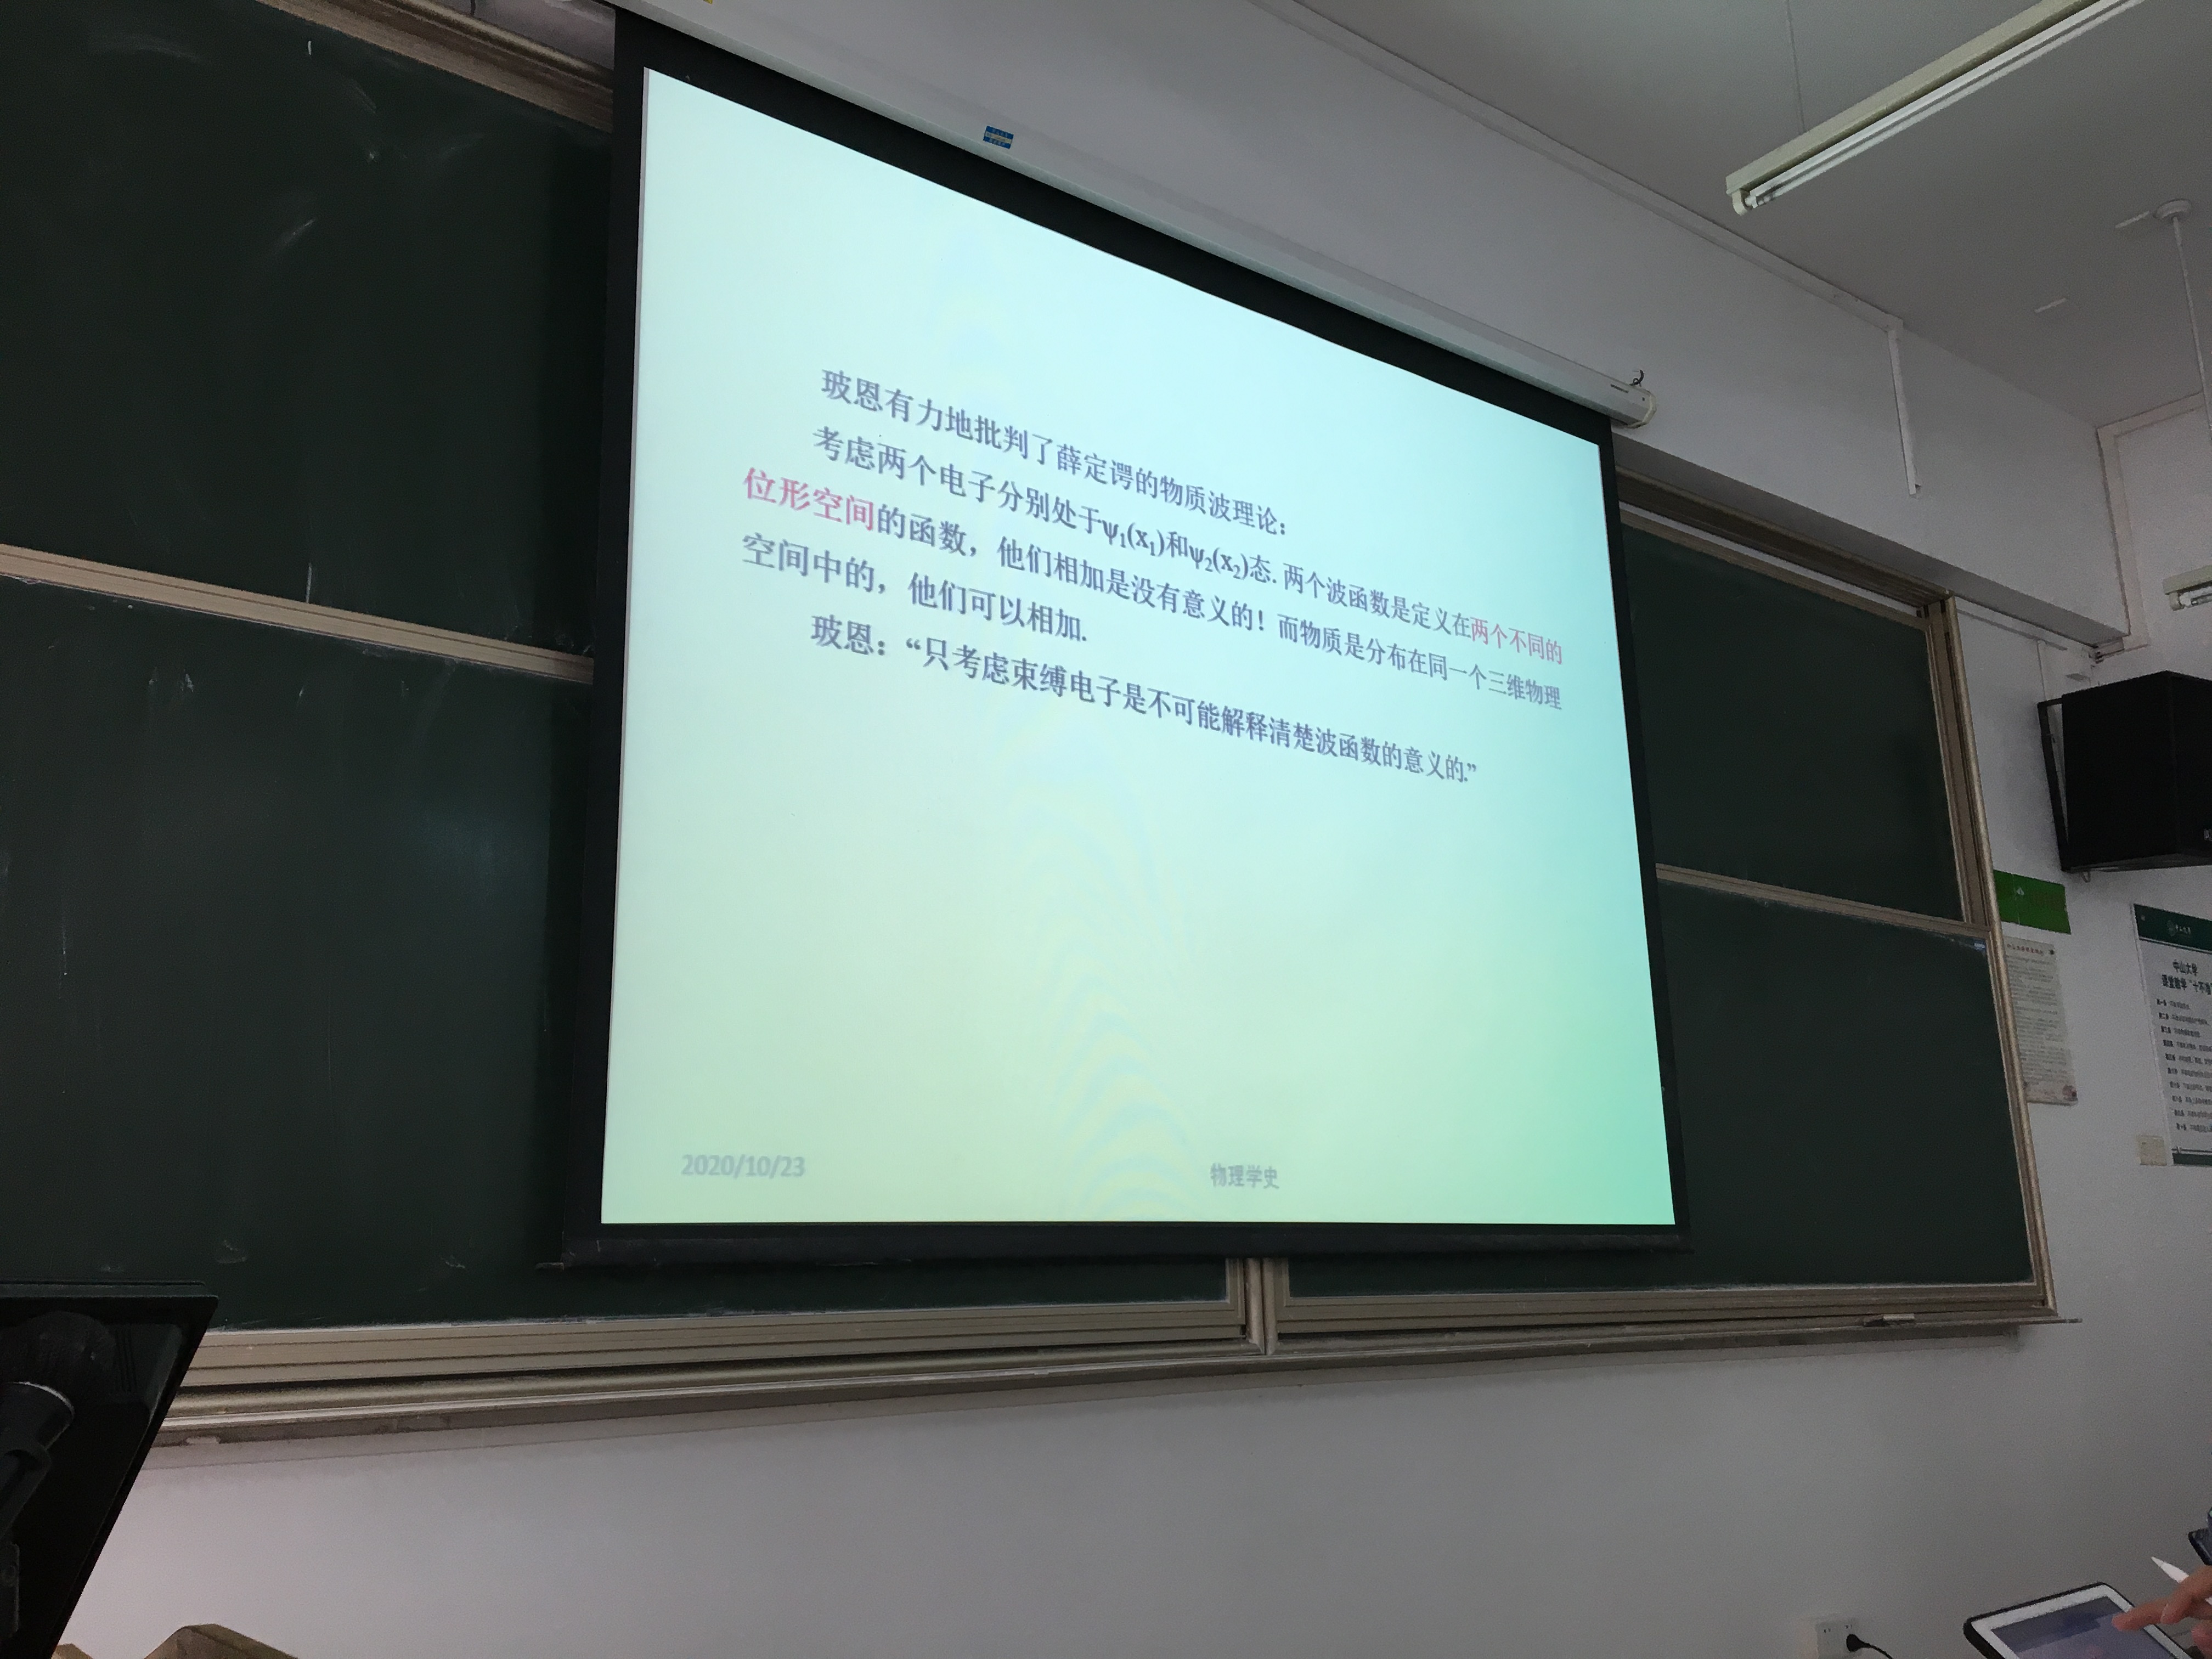 玻恩有力地批判了薛定谔的物质波理论：
考虑两个电子分别处于ψ₁(x₁)和ψ₂(x₂)态. 两个波函数是定义在两个不同的
位形空间的函数，他们相加是没有意义的！而物质是分布在同一个三维物理
空间中的，他们可以相加.
玻恩：“只考虑束缚电子是不可能解释清楚波函数的意义的.”
2020/10/23
物理学史
中山大学